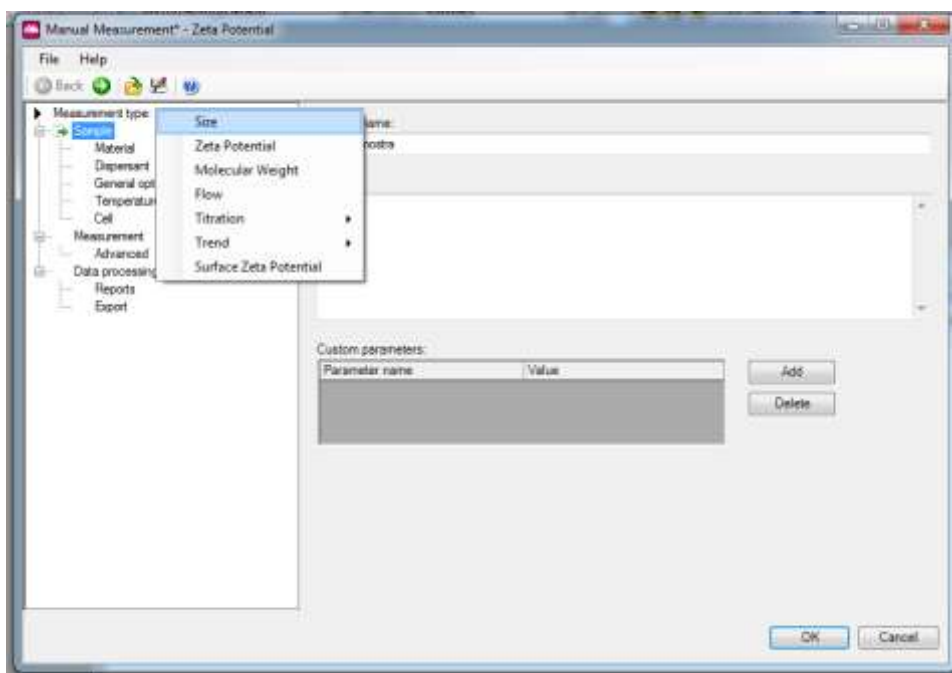 Manual Measurement* - Zeta Potential
File Help
Back
Measurement type:
Sample
Material
Dispersant
General opt
Temperatur
Cell
Measurement
Advanced
Data processing
Reports
Export
Size
Zeta Potential
Molecular Weight
Flow
Titration
Trend
Surface Zeta Potential
name:
mostra
Custom parameters:
Parameter name Value
Add
Delete
OK Cancel